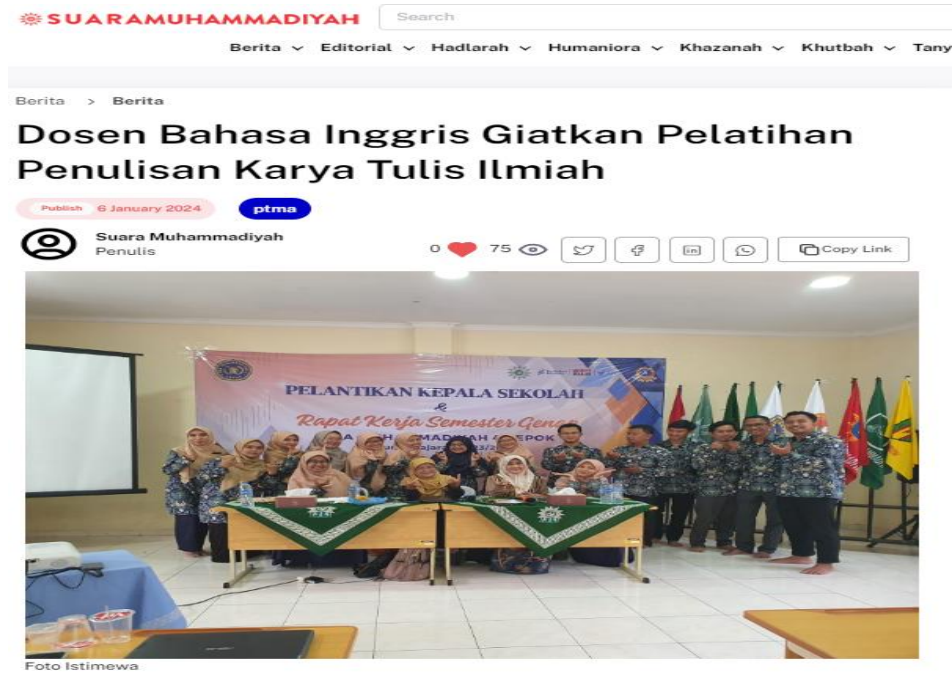 SUARAMUHAMMADIYAH
Search
Berita Editorial Hadlarah Humaniora Khazanah Khutbah Tany
Berita > Berita
Dosen Bahasa Inggris Giatkan Pelatihan
Penulisan Karya Tulis Ilmiah
Publish 6 January 2024 ptma
Suara Muhammadiyah
Penulis
0 75 Copy Link
PELANTIKAN KEPALA SEKOLAH
&
Rapat Kerja Semester
Foto Istimewa